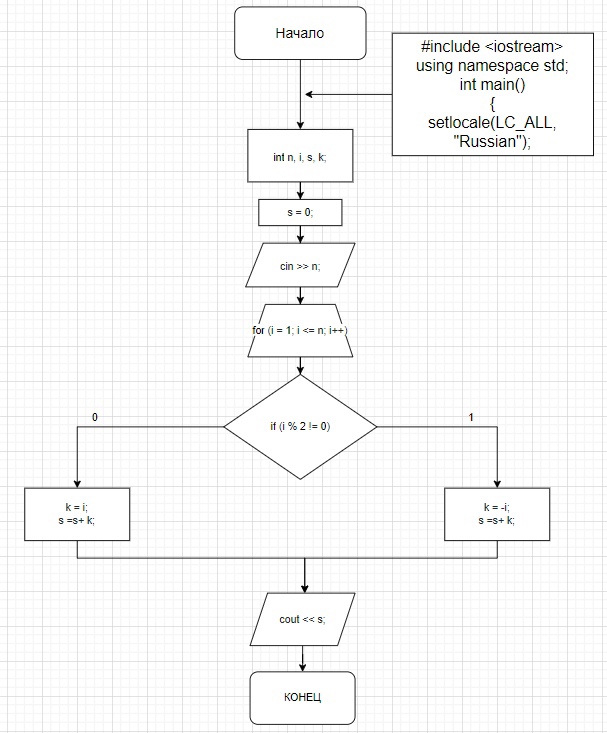 Начало
#include <iostream>
using namespace std;
int main()
{
setlocale(LC_ALL,
"Russian");
int n, i, s, k;
s = 0;
cin >> n;
for (i = 1; i <= n; i++)
if (i % 2 != 0)
0
1
k = i;
s =s+ k;
k = -i;
s =s+ k;
cout << s;
КОНЕЦ